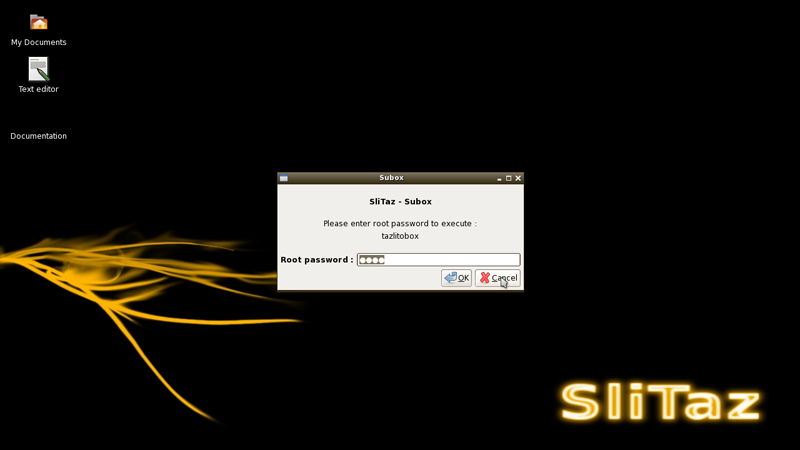 My Documents
Text editor
Documentation
Subox
SliTaz - Subox
Please enter root password to execute :
tazlitobox
Root password :
OK
Cancel
SliTaz